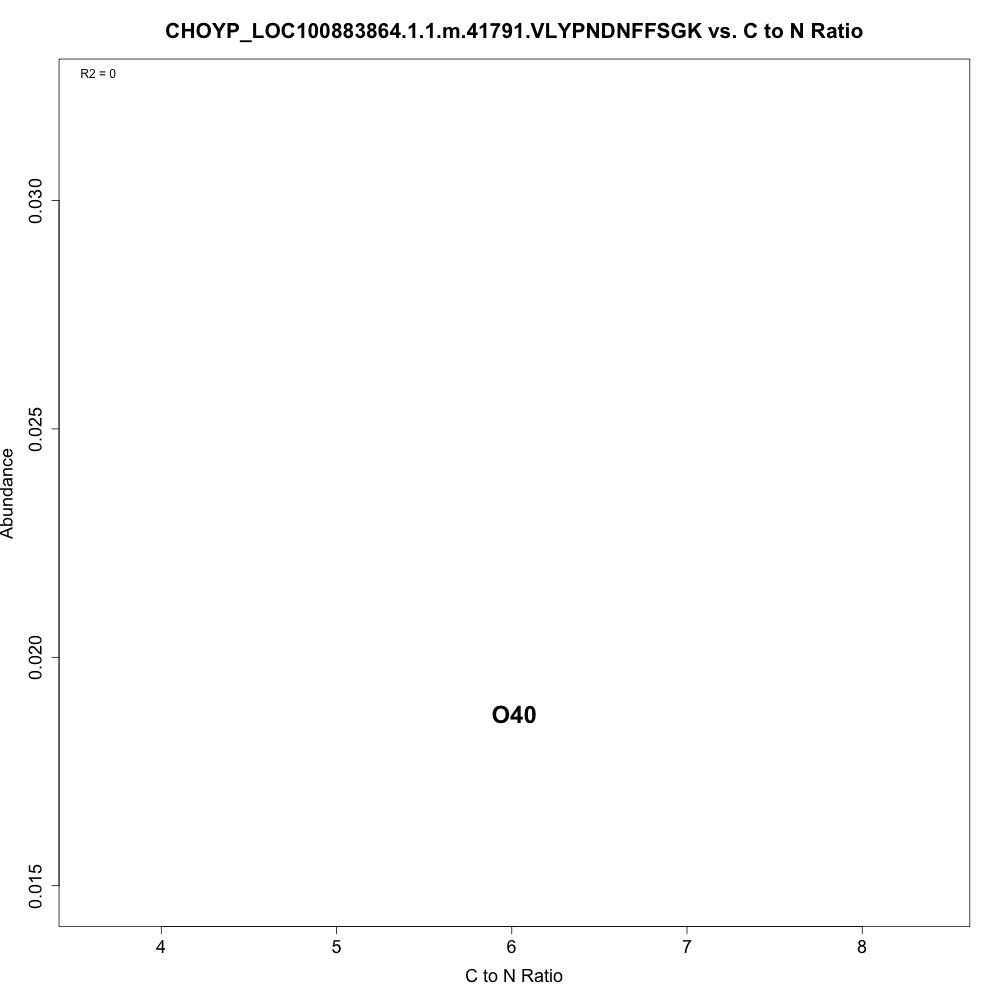 CHOYP_LOC100883864.1.1.m.41791.VLYPNDNFFSGK vs. C to N Ratio
R2 = 0
0.030
0.025
Abundance
0.020
O40
0.015
4 5 6 7 8
C to N Ratio